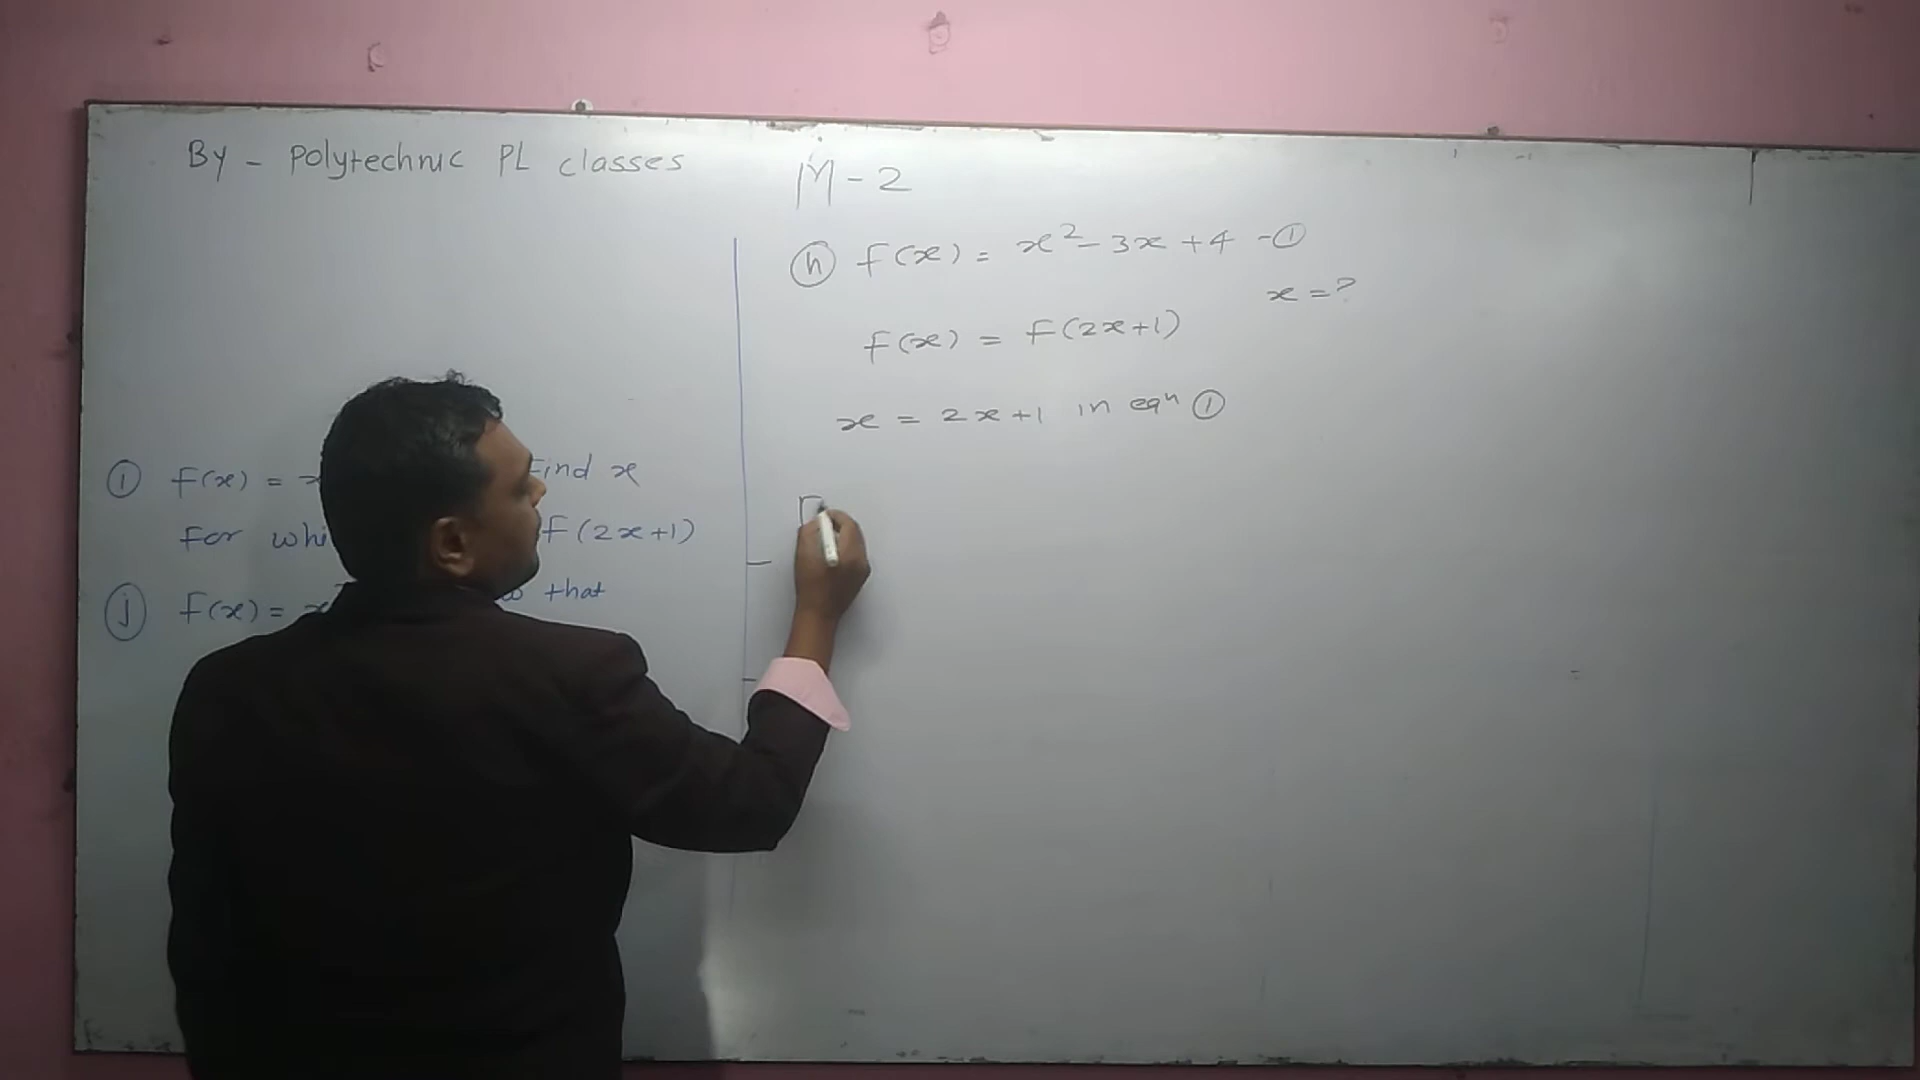 By - Polytechnic PL classes
① f(x) = x Find x
For whi f(2x+1)
ⓙ f(x) = x that
M - 2
ⓗ f(x) = x² - 3x + 4 - ①
x = ?
f(x) = f(2x+1)
x = 2x+1 in eqⁿ ①